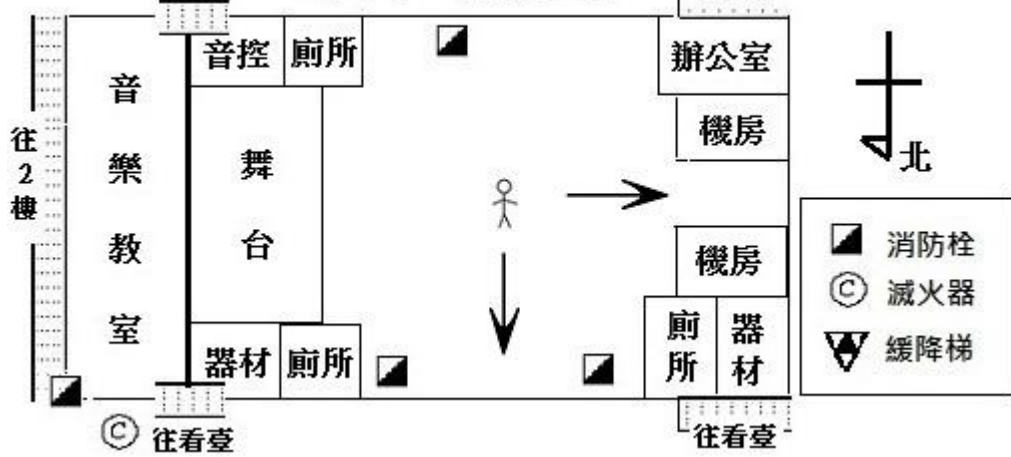 音控
廁所
辦公室
機房
音樂教室
往2樓
舞台
北
機房
消防栓
滅火器
緩降梯
器材
廁所
廁所
器材
C
往看臺
往看臺
C